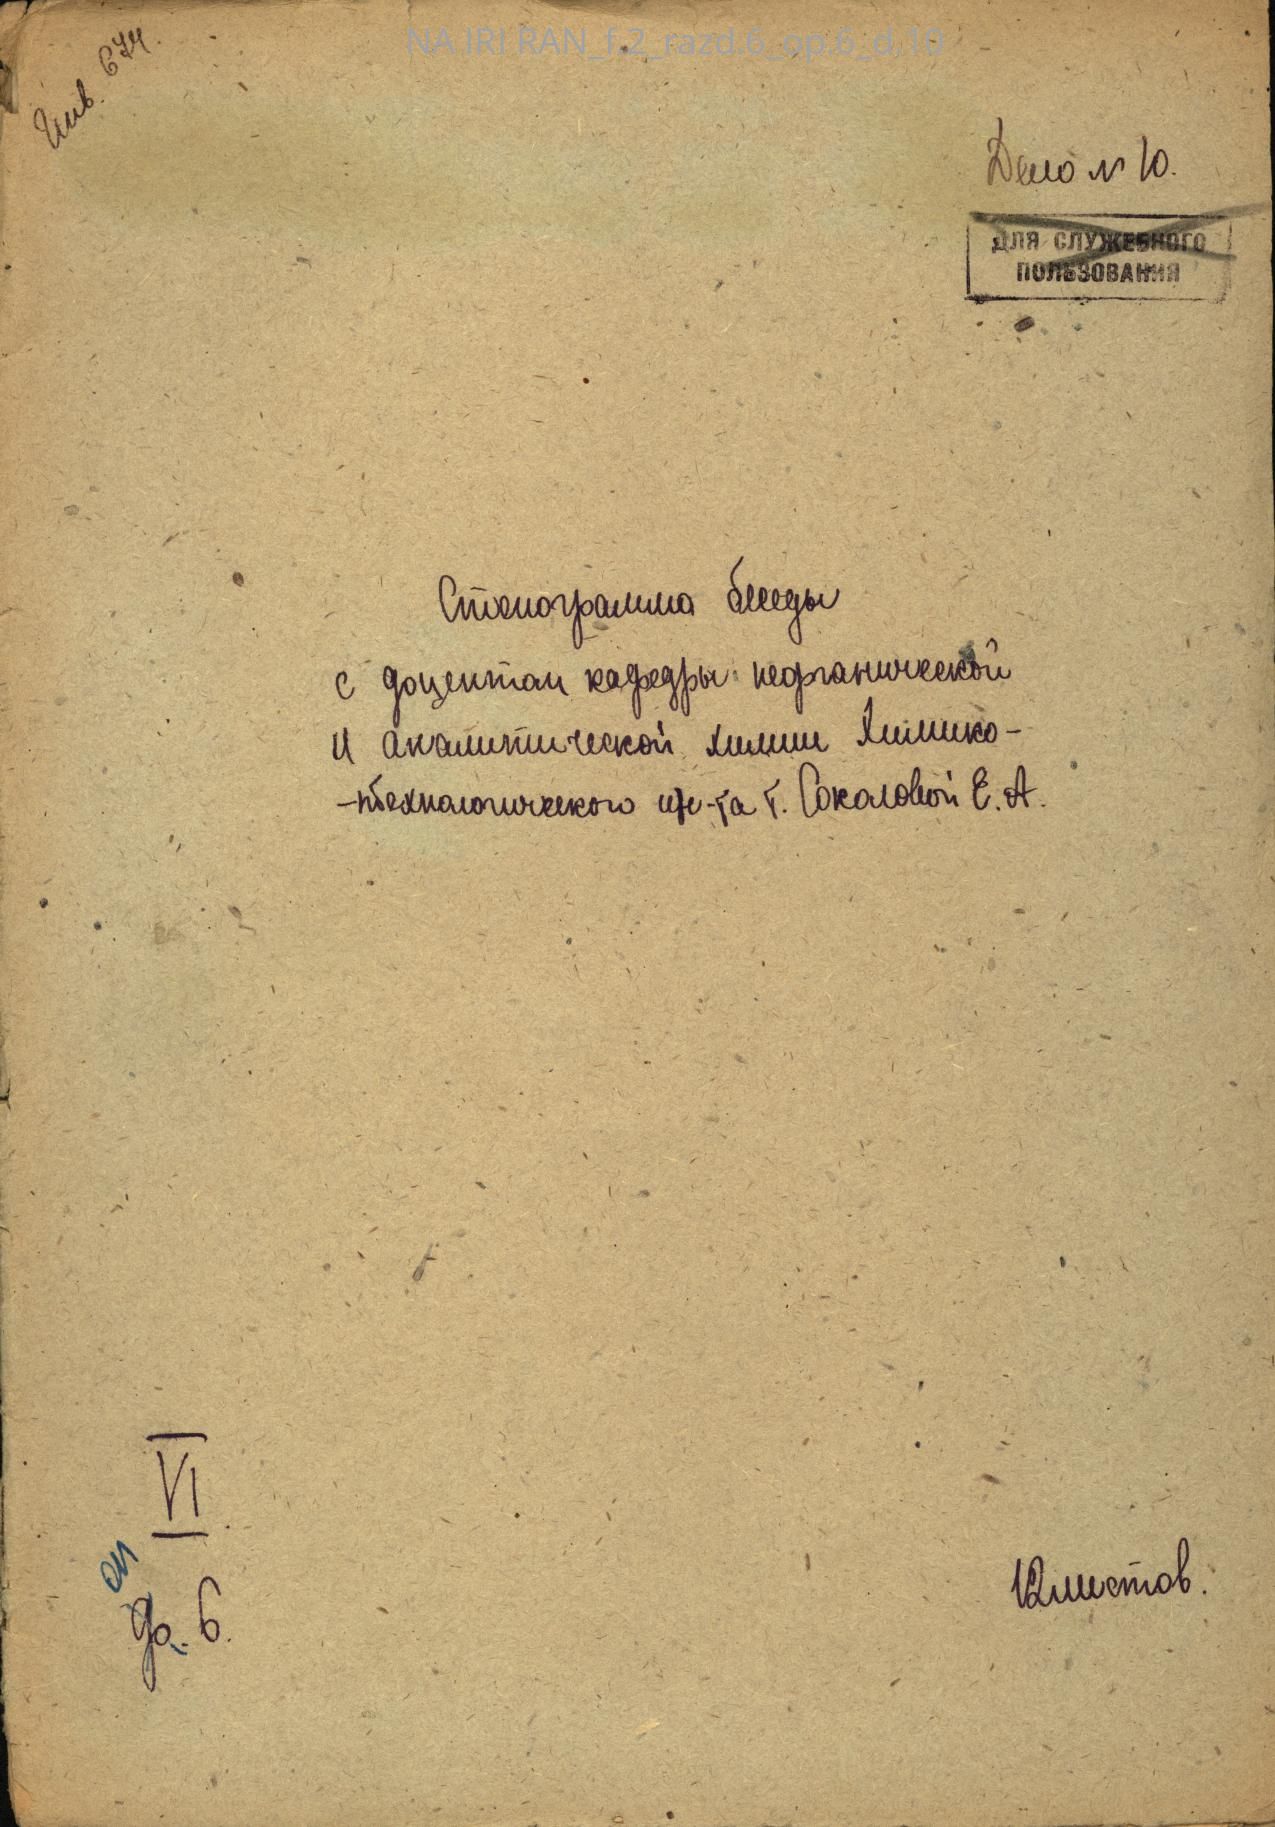 NA IRI RAN_f.2_razd.6_op.6_d.10
Инв. 674.
Дело № 10.
ДЛЯ СЛУЖЕБНОГО
ПОЛЬЗОВАНИЯ
Стенограмма беседы
с доцентом кафедры неорганической
и аналитической химии Химико-
-технологического ин-та т. Соколовой Е. А.
VI
оп
6.
12 листов.